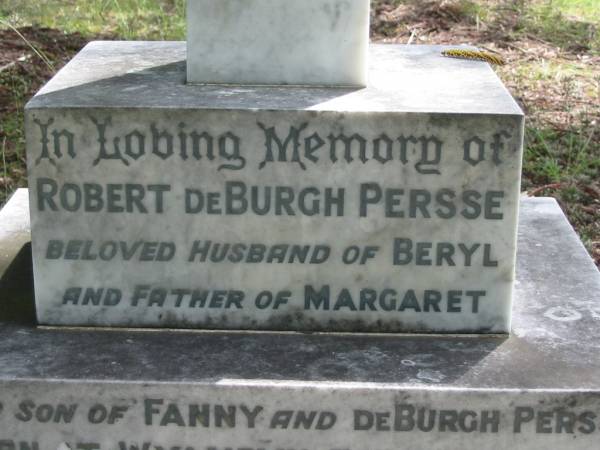 In Loving Memory of
ROBERT DEBURGH PERSSE
BELOVED HUSBAND OF BERYL
AND FATHER OF MARGARET
SON OF FANNY AND DEBURGH PERS